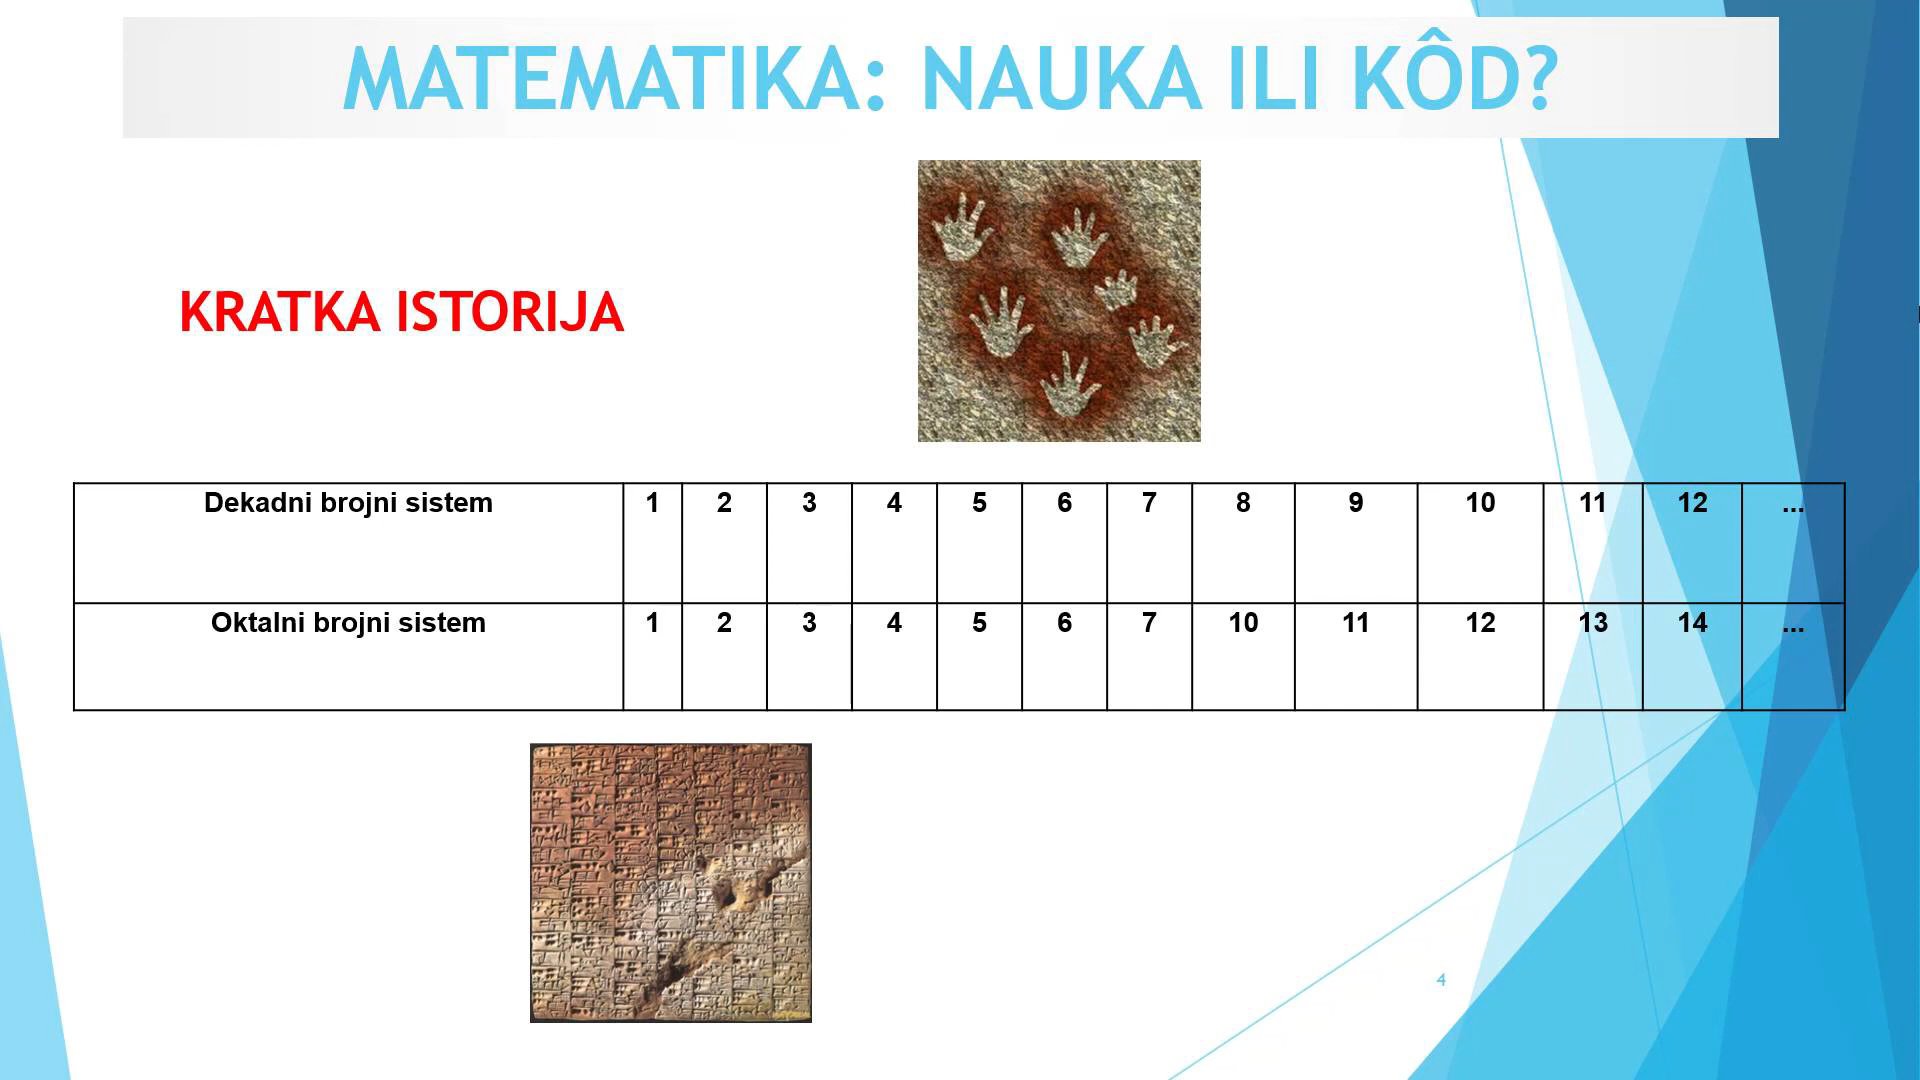 MATEMATIKA: NAUKA ILI KÔD?
KRATKA ISTORIJA
Dekadni brojni sistem 1 2 3 4 5 6 7 8 9 10 11 12 ...
Oktalni brojni sistem 1 2 3 4 5 6 7 10 11 12 13 14 ...
4